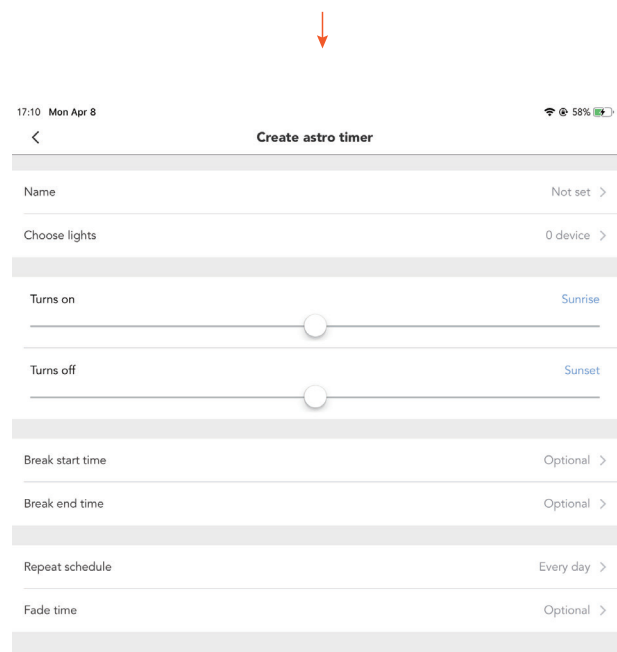 17:10 Mon Apr 8 58%
Create astro timer
Name Not set
Choose lights 0 device
Turns on Sunrise
Turns off Sunset
Break start time Optional
Break end time Optional
Repeat schedule Every day
Fade time Optional